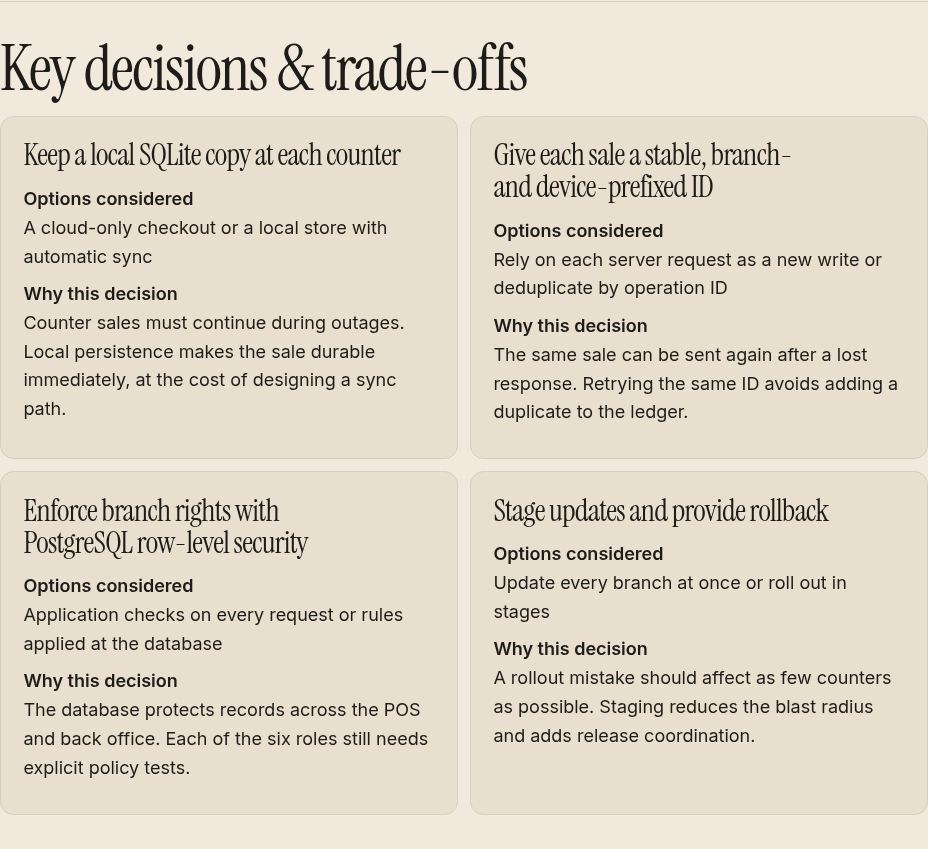 Key decisions & trade-offs
Keep a local SQLite copy at each counter
Options considered
A cloud-only checkout or a local store with
automatic sync
Why this decision
Counter sales must continue during outages.
Local persistence makes the sale durable
immediately, at the cost of designing a sync
path.
Give each sale a stable, branch-
and device-prefixed ID
Options considered
Rely on each server request as a new write or
deduplicate by operation ID
Why this decision
The same sale can be sent again after a lost
response. Retrying the same ID avoids adding a
duplicate to the ledger.
Enforce branch rights with
PostgreSQL row-level security
Options considered
Application checks on every request or rules
applied at the database
Why this decision
The database protects records across the POS
and back office. Each of the six roles still needs
explicit policy tests.
Stage updates and provide rollback
Options considered
Update every branch at once or roll out in
stages
Why this decision
A rollout mistake should affect as few counters
as possible. Staging reduces the blast radius
and adds release coordination.